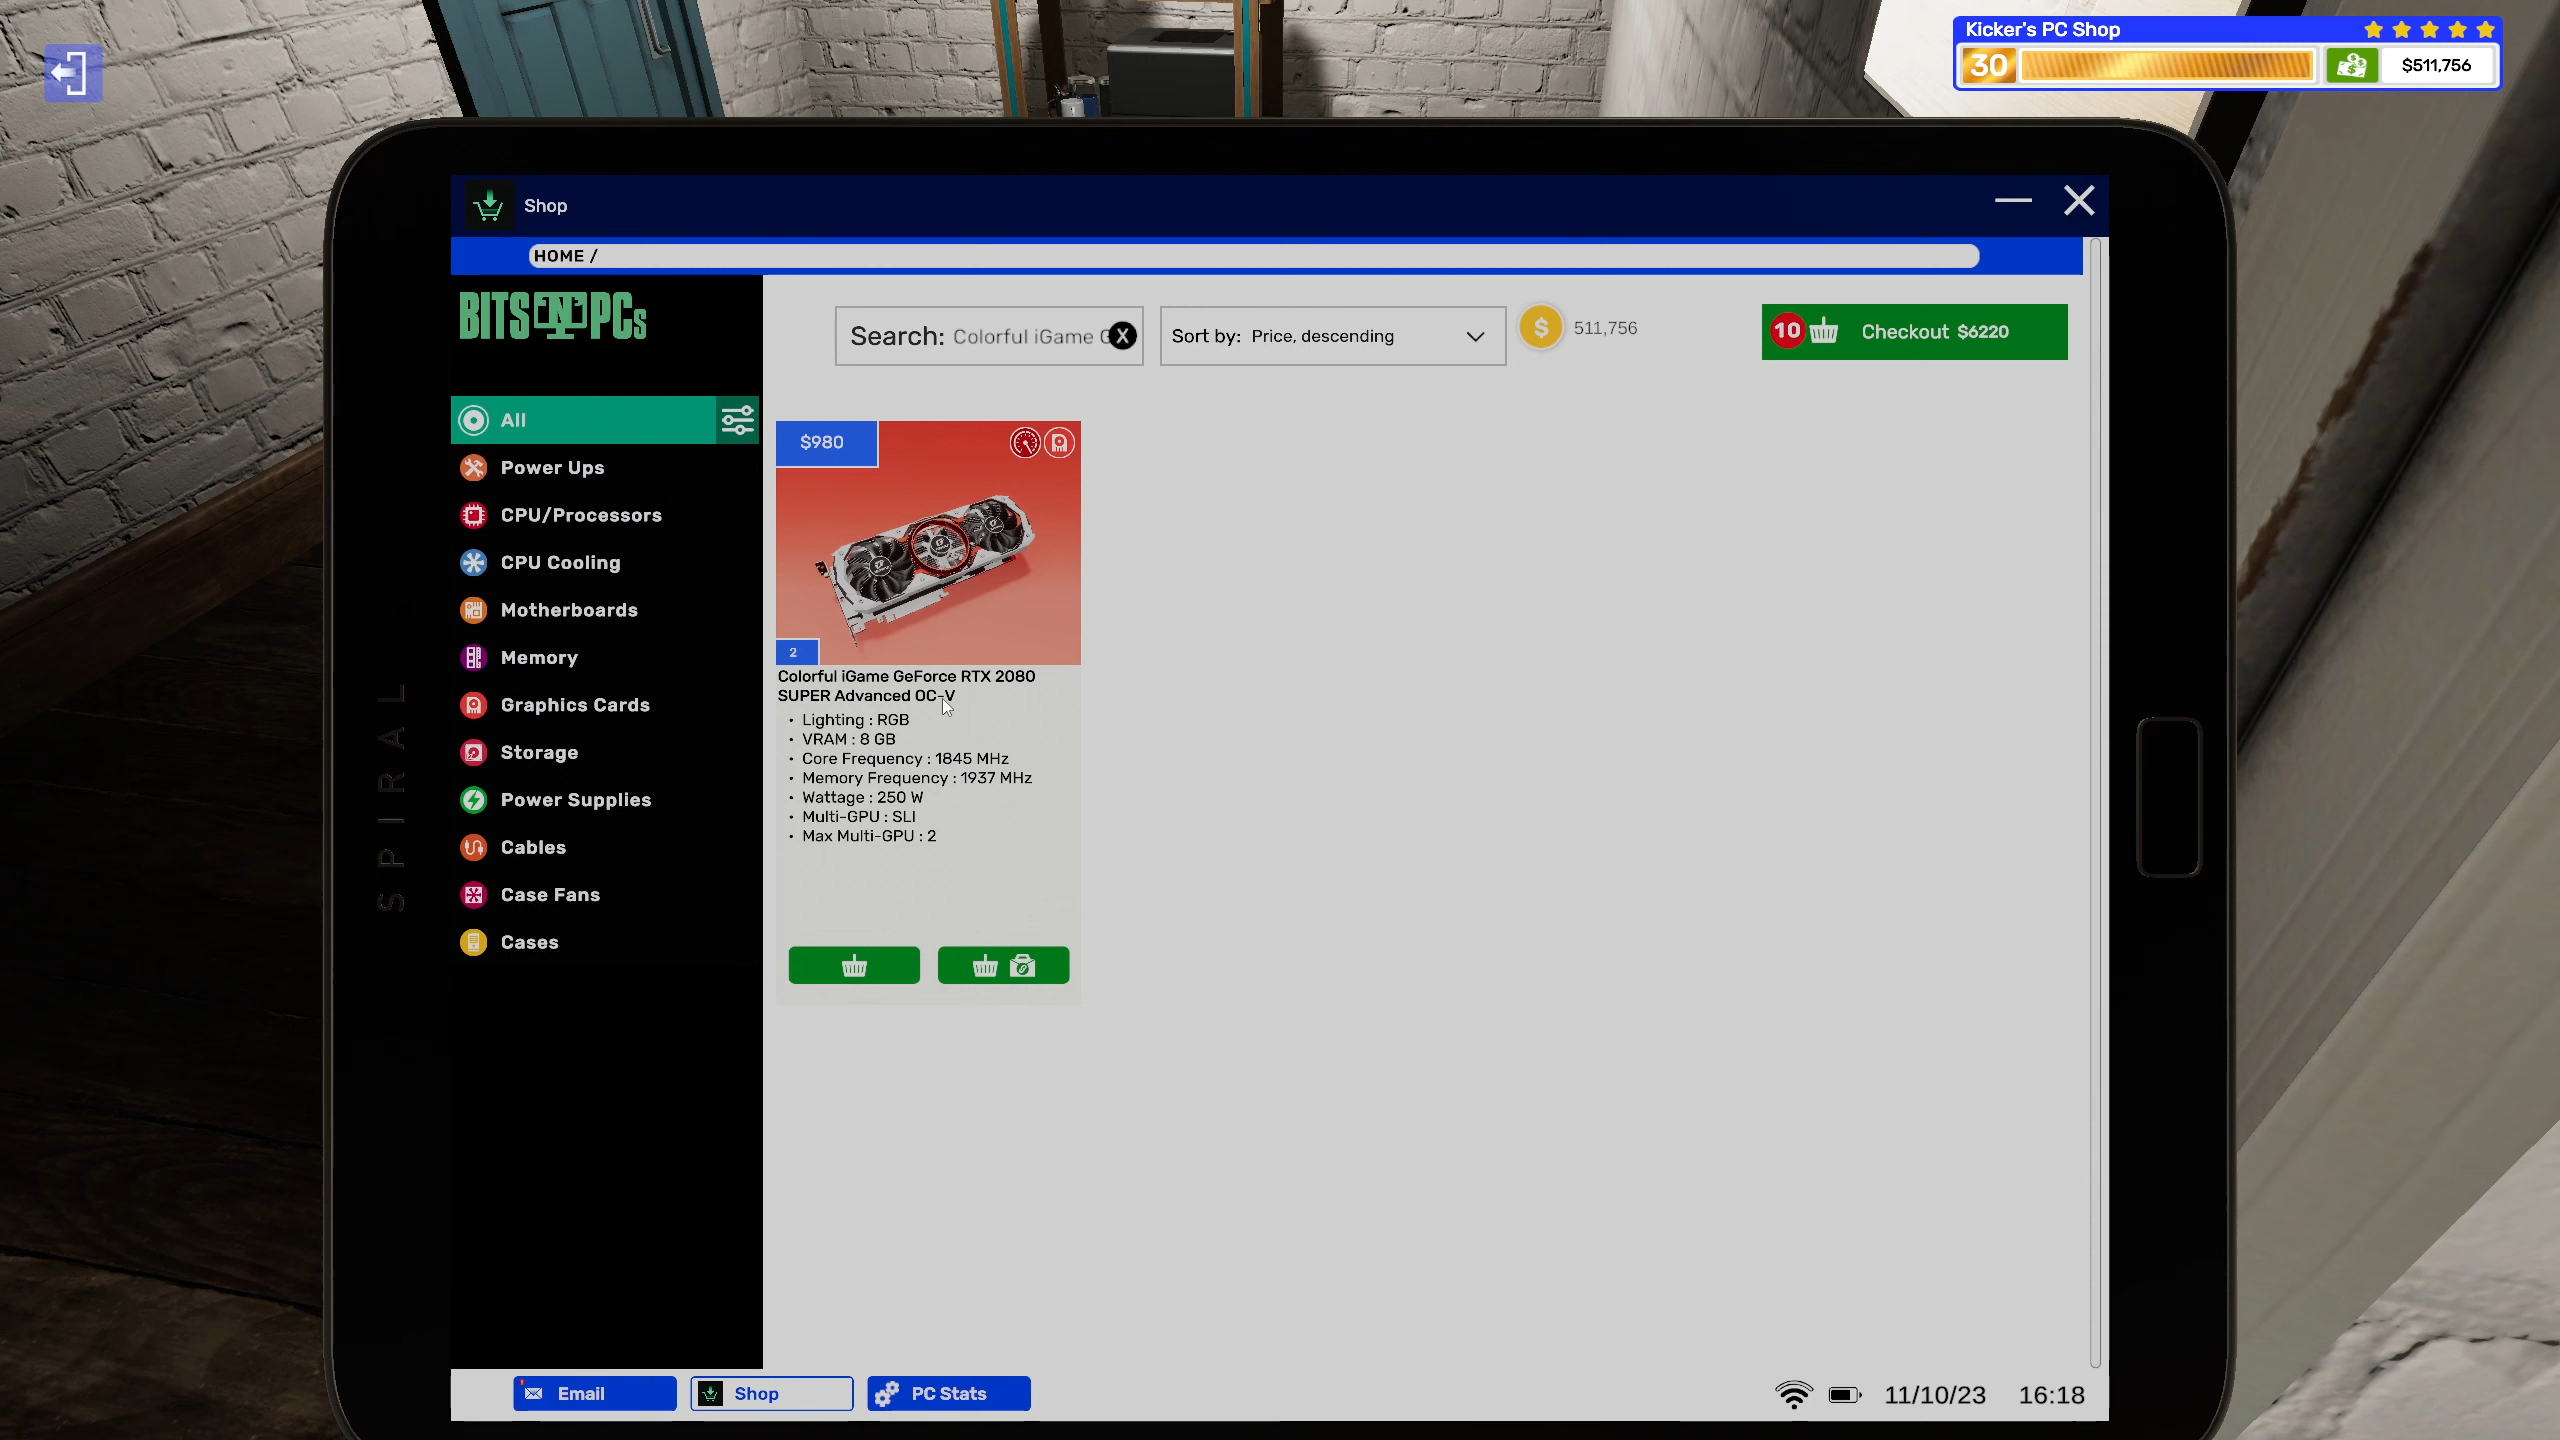 Kicker's PC Shop
30
$511,756
Shop
HOME /
BITS EN PCs
Search: Colorful iGame G
X
Sort by: Price, descending
$
511,756
10
Checkout $6220
All
Power Ups
CPU/Processors
CPU Cooling
Motherboards
Memory
Graphics Cards
Storage
Power Supplies
Cables
Case Fans
Cases
$980
2
Colorful iGame GeForce RTX 2080
SUPER Advanced OC-V
• Lighting : RGB
• VRAM : 8 GB
• Core Frequency : 1845 MHz
• Memory Frequency : 1937 MHz
• Wattage : 250 W
• Multi-GPU : SLI
• Max Multi-GPU : 2
SPIRAL
Email
Shop
PC Stats
11/10/23
16:18